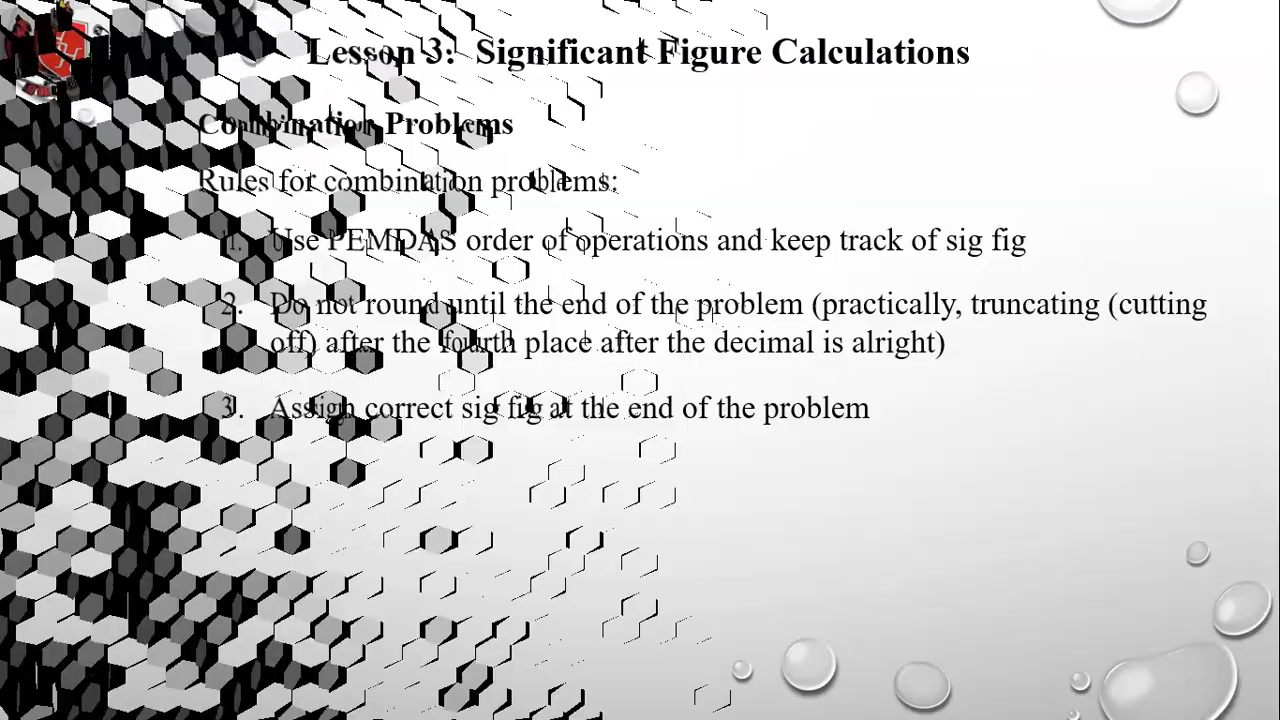 Lesson 3:  Significant Figure Calculations
Combination Problems
Rules for combination problems:
1. Use PEMDAS order of operations and keep track of sig fig
2. Do not round until the end of the problem (practically, truncating (cutting
off) after the fourth place after the decimal is alright)
3. Assign correct sig fig at the end of the problem